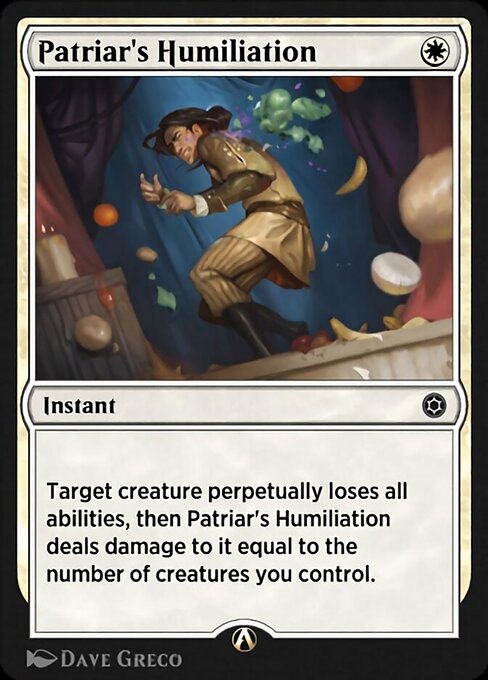 Patriar's Humiliation
Instant
Target creature perpetually loses all
abilities, then Patriar's Humiliation
deals damage to it equal to the
number of creatures you control.
Dave Greco